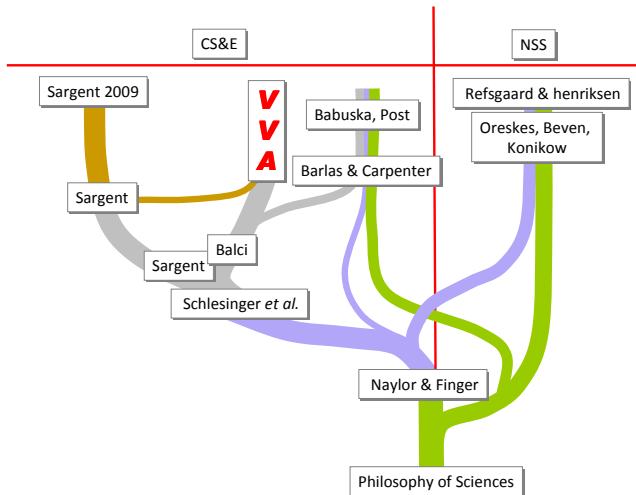 CS&E
NSS
Sargent 2009
V
V
A
Babuska, Post
Refsgaard & henriksen
Oreskes, Beven,
Konikow
Barlas & Carpenter
Sargent
Balci
Sargent
Schlesinger et al.
Naylor & Finger
Philosophy of Sciences